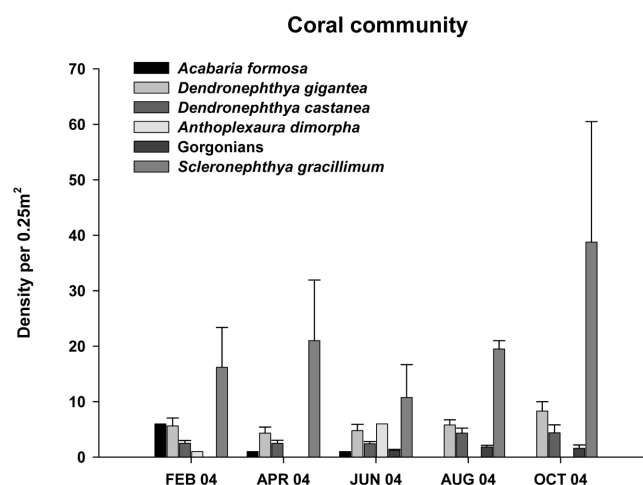 Coral community
70
60
50
40
30
20
10
0
Density per 0.25m²
Acabaria formosa
Dendronephthya gigantea
Dendronephthya castanea
Anthoplexaura dimorpha
Gorgonians
Scleronephthya gracillimum
FEB 04 APR 04 JUN 04 AUG 04 OCT 04